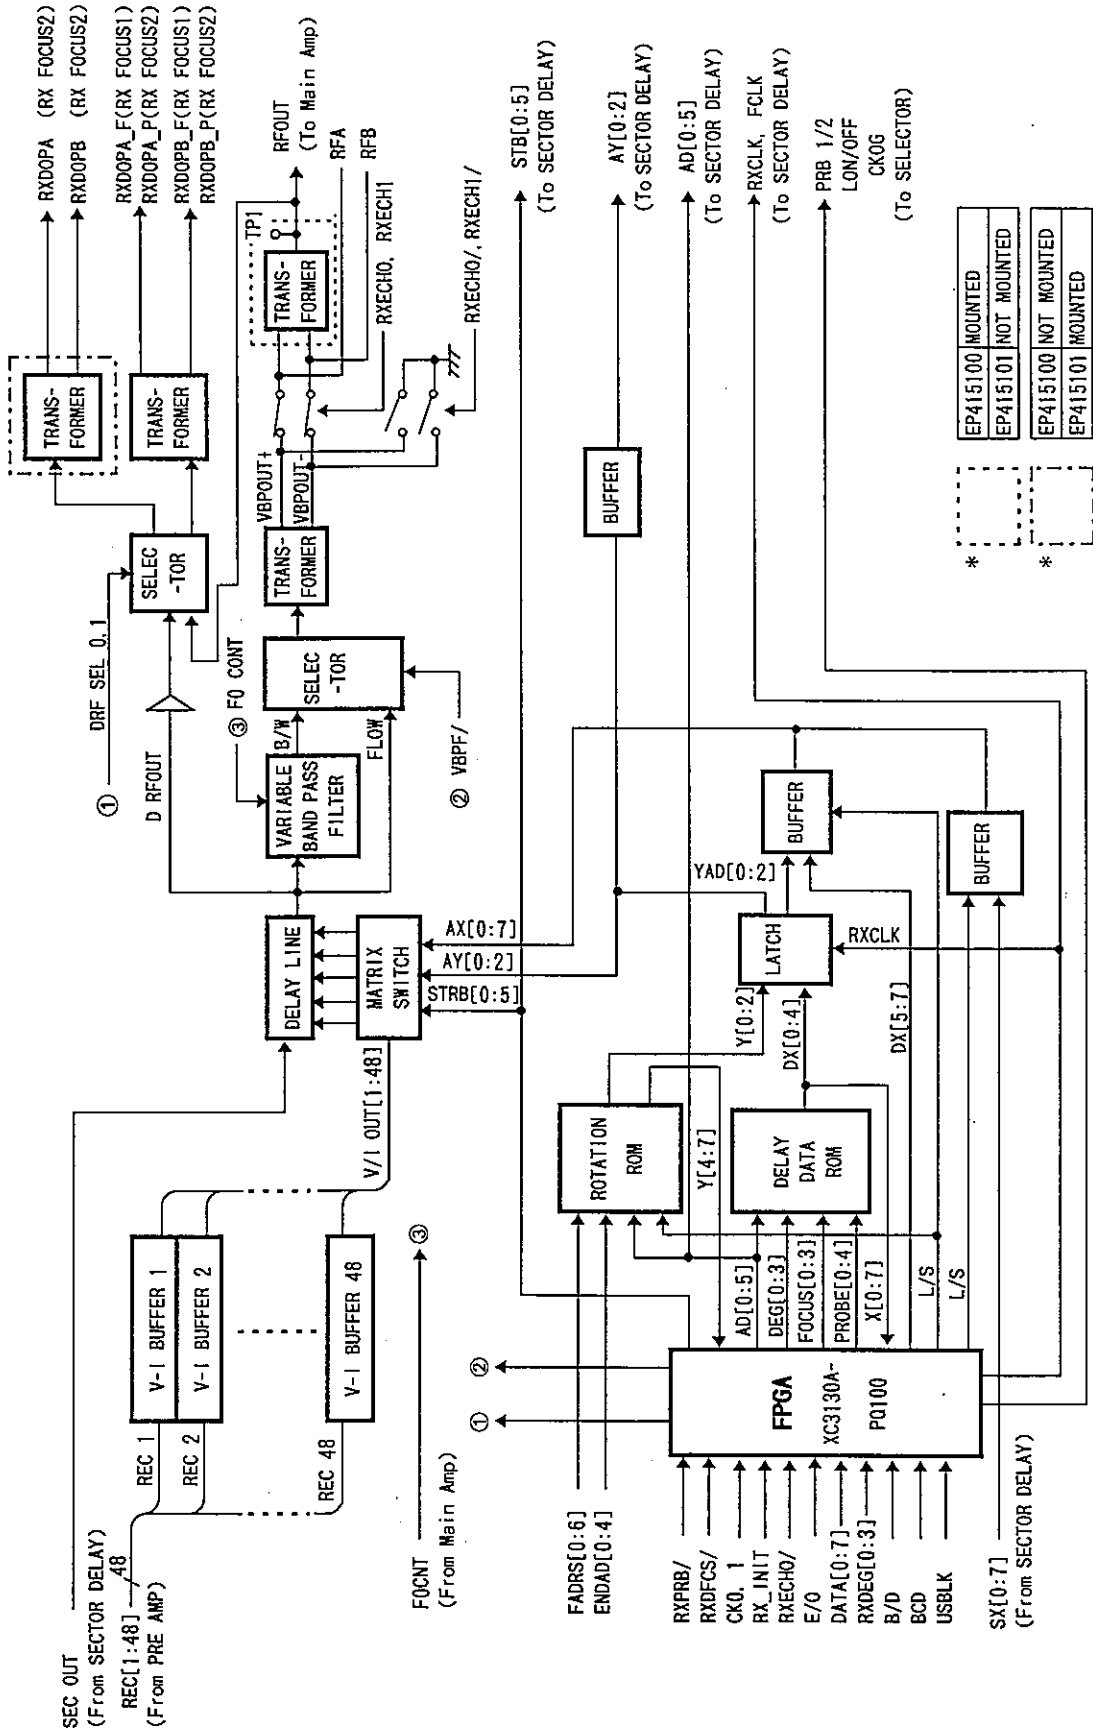 SEC OUT
(From SECTOR DELAY)
REC[1:48]
48
(From PRE AMP)
REC 1
REC 2
REC 48
V-I BUFFER 1
V-I BUFFER 2
V-I BUFFER 48
V/I OUT[1:48]
DELAY LINE
MATRIX
SWITCH
AX[0:7]
AY[0:2]
STRB[0:5]
① DRF SEL 0,1
D RFOUT
③ FO CONT
VARIABLE
BAND PASS
FILTER
B/W
FLOW
② VBPF/
SELEC
-TOR
SELEC
-TOR
TRANS-
FORMER
VBPOUT+
VBPOUT-
TRANS-
FORMER
TRANS-
FORMER
TRANS-
FORMER
TP1
RXDOPA (RX FOCUS2)
RXDOPB (RX FOCUS2)
RXDOPA_F(RX FOCUS1)
RXDOPA_P(RX FOCUS2)
RXDOPB_F(RX FOCUS1)
RXDOPB_P(RX FOCUS2)
RFOUT
(To Main Amp)
RFA
RFB
RXECH0, RXECH1
RXECHO/, RXECH1/
FOCNT
(From Main Amp)
③
①
②
FADRS[0:6]
ENDAD[0:4]
RXPRB/
RXDFCS/
CK0, 1
RX_INIT
RXECHO/
E/O
DATA[0:7]
RXDEG[0:3]
B/D
BCD
USBLK
SX[0:7]
(From SECTOR DELAY)
FPGA
XC3130A-
PQ100
ROTATION
ROM
Y[4:7]
AD[0:5]
DEG[0:3]
FOCUS[0:3]
PROBE[0:4]
X[0:7]
L/S
L/S
DELAY
DATA
ROM
Y[0:2]
DX[0:4]
DX[5:7]
LATCH
RXCLK
YAD[0:2]
BUFFER
BUFFER
BUFFER
STB[0:5]
(To SECTOR DELAY)
AY[0:2]
(To SECTOR DELAY)
AD[0:5]
(To SECTOR DELAY)
RXCLK, FCLK
(To SECTOR DELAY)
PRB 1/2
LON/OFF
CKOG
(To SELECTOR)
*
EP415100 MOUNTED
EP415101 NOT MOUNTED
*
EP415100 NOT MOUNTED
EP415101 MOUNTED